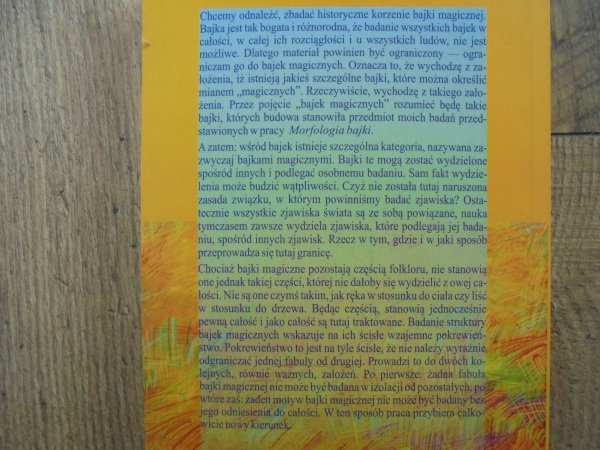 Chcemy odnaleźć, zbadać historyczne korzenie bajki magicznej.
Bajka jest tak bogata i różnorodna, że badanie wszystkich bajek w
całości, w całej ich rozciągłości i u wszystkich ludów, nie jest
możliwe. Dlatego materiał powinien być ograniczony — ogra-
niczam go do bajek magicznych. Oznacza to, że wychodzę z za-
łożenia, iż istnieją jakieś szczególne bajki, które można określić
mianem „magicznych”. Rzeczywiście, wychodzę z takiego zało-
żenia. Przez pojęcie „bajek magicznych” rozumieć będę takie
bajki, których budowa stanowiła przedmiot moich badań przed-
stawionych w pracy Morfologia bajki.
A zatem: wśród bajek istnieje szczególna kategoria, nazywana za-
zwyczaj bajkami magicznymi. Bajki te mogą zostać wydzielone
spośród innych i podlegać osobnemu badaniu. Sam fakt wydzie-
lenia może budzić wątpliwości. Czyż nie została tutaj naruszona
zasada związku, w którym powinniśmy badać zjawiska? Osta-
tecznie wszystkie zjawiska świata są ze sobą powiązane, nauka
tymczasem zawsze wydziela zjawiska, które podlegają jej bada-
niu, spośród innych zjawisk. Rzecz w tym, gdzie i w jaki sposób
przeprowadza się tutaj granicę.
Chociaż bajki magiczne pozostają częścią folkloru, nie stanowią
one jednak takiej części, której nie dałoby się wydzielić z owej ca-
łości. Nie są one czymś takim, jak ręka w stosunku do ciała czy liść
w stosunku do drzewa. Będąc częścią, stanowią jednocześnie
pewną całość i jako całość są tutaj traktowane. Badanie struktury
bajek magicznych wskazuje na ich ścisłe wzajemne pokrewień-
stwo. Pokrewieństwo to jest na tyle ścisłe, że nie należy wyraźnie
odgraniczać jednej fabuły od drugiej. Prowadzi to do dwóch ko-
lejnych, równie ważnych, założeń. Po pierwsze: żadna fabuła
bajki magicznej nie może być badana w izolacji od pozostałych, po
wtóre zaś: żaden motyw bajki magicznej nie może być badany bez
jego odniesienia do całości. W ten sposób praca przybiera całko-
wicie nowy kierunek.